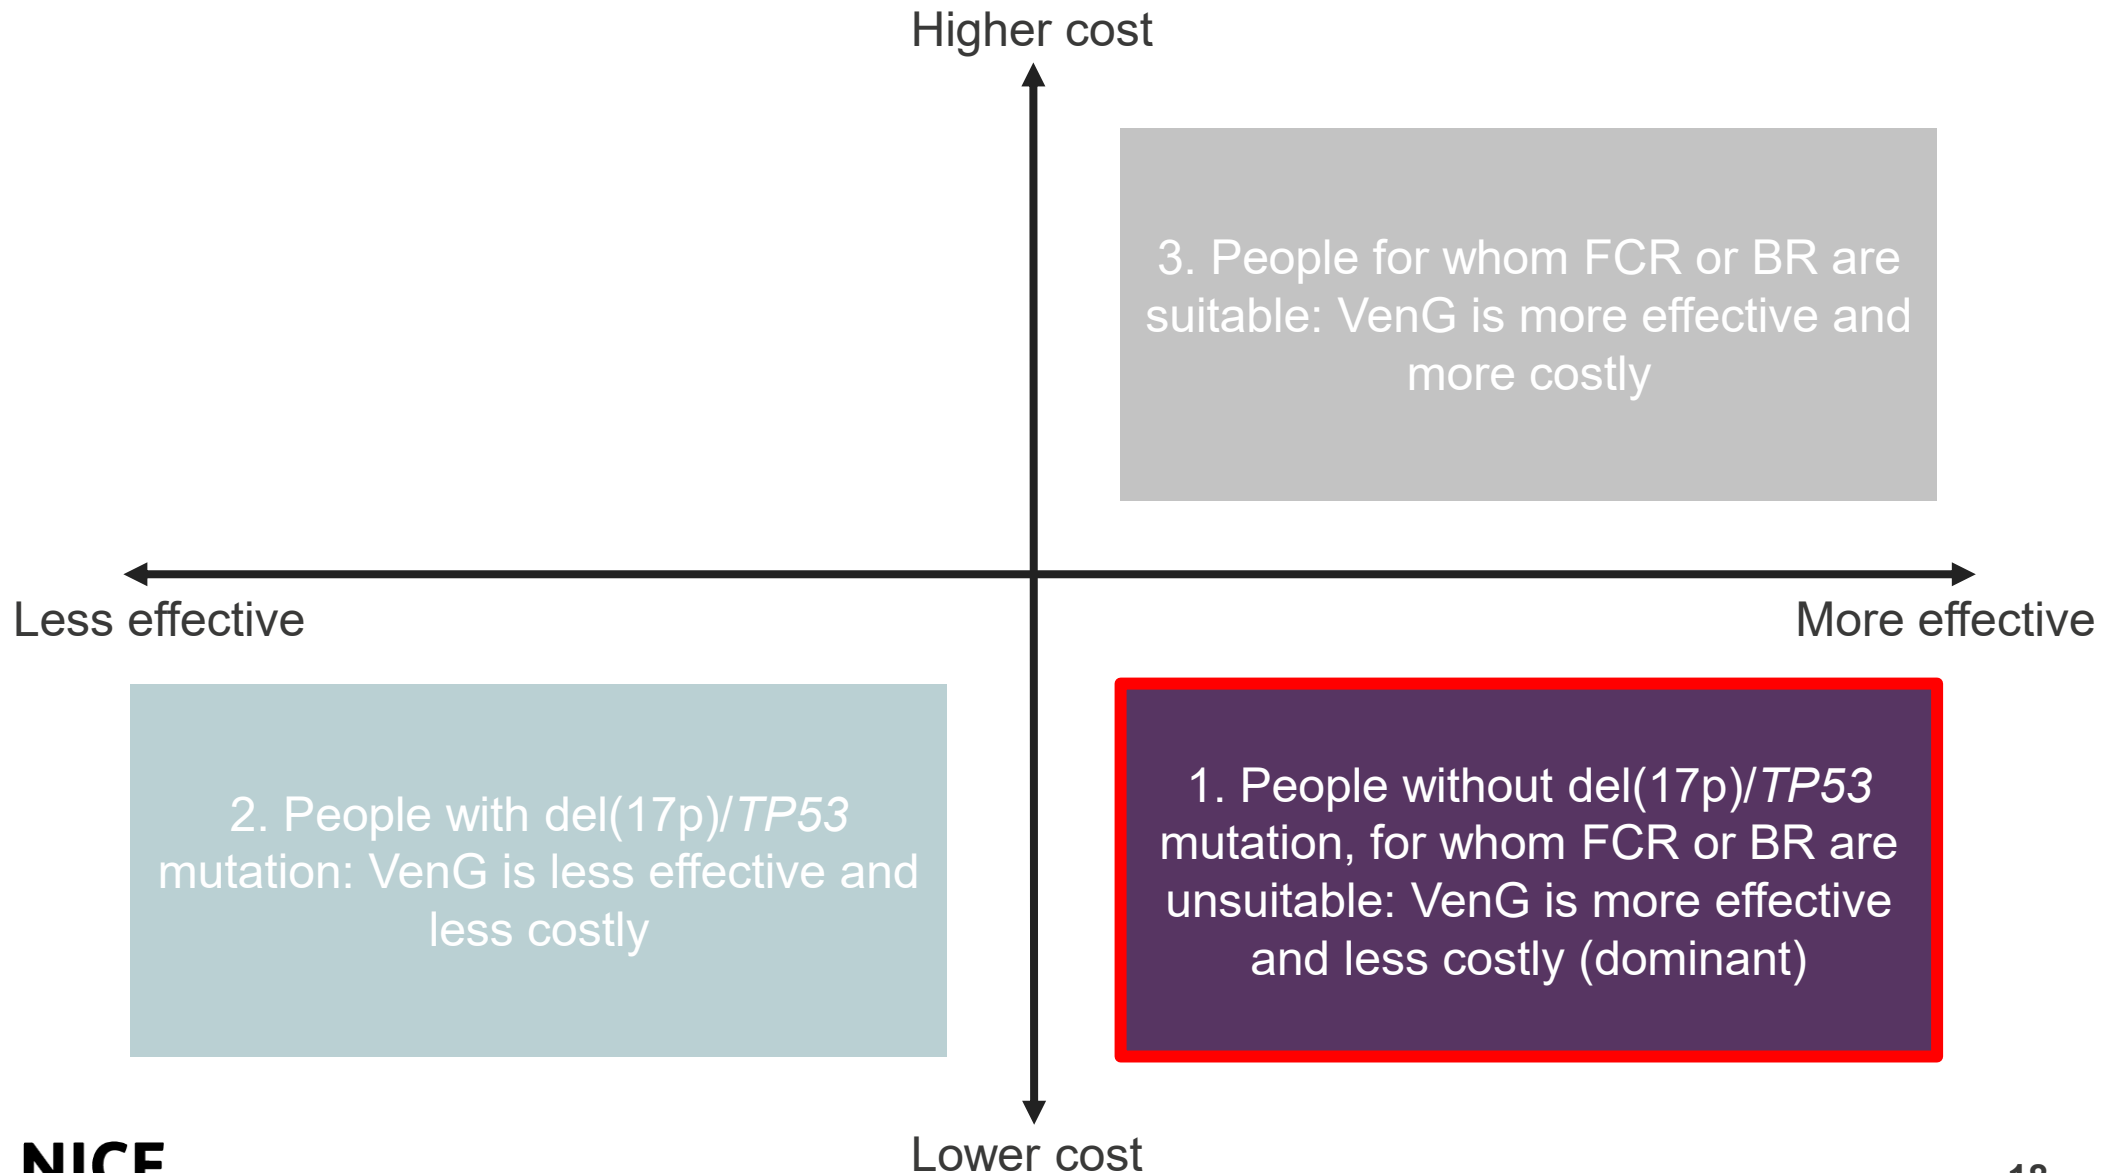 Higher cost
3. People for whom FCR or BR are
suitable: VenG is more effective and
more costly
Less effective
More effective
2. People with del(17p)/TP53
mutation: VenG is less effective and
less costly
1. People without del(17p)/TP53
mutation, for whom FCR or BR are
unsuitable: VenG is more effective
and less costly (dominant)
Lower cost
NICE
18